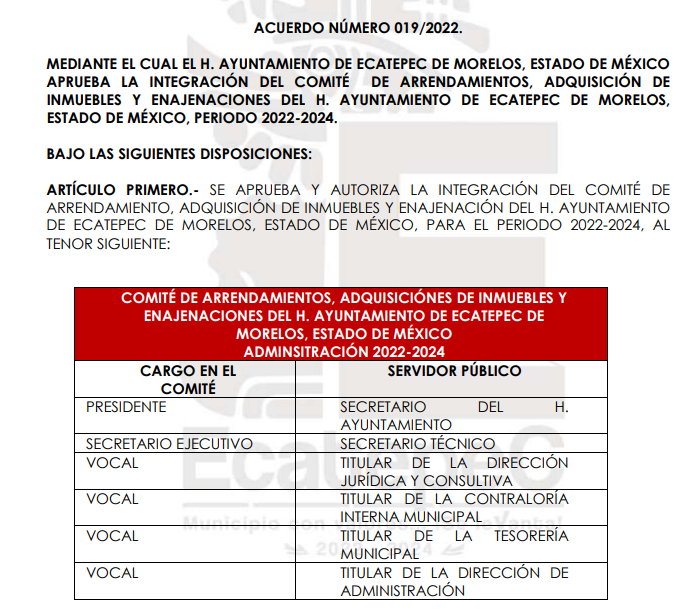 ACUERDO NÚMERO 019/2022.
MEDIANTE EL CUAL EL H. AYUNTAMIENTO DE ECATEPEC DE MORELOS, ESTADO DE MÉXICO
APRUEBA LA INTEGRACIÓN DEL COMITÉ DE ARRENDAMIENTOS, ADQUISICIÓN DE
INMUEBLES Y ENAJENACIONES DEL H. AYUNTAMIENTO DE ECATEPEC DE MORELOS,
ESTADO DE MÉXICO, PERIODO 2022-2024.
BAJO LAS SIGUIENTES DISPOSICIONES:
ARTÍCULO PRIMERO.- SE APRUEBA Y AUTORIZA LA INTEGRACIÓN DEL COMITÉ DE
ARRENDAMIENTO, ADQUISICIÓN DE INMUEBLES Y ENAJENACIÓN DEL H. AYUNTAMIENTO
DE ECATEPEC DE MORELOS, ESTADO DE MÉXICO, PARA EL PERIODO 2022-2024, AL
TENOR SIGUIENTE:
COMITÉ DE ARRENDAMIENTOS, ADQUISICIÓNES DE INMUEBLES Y
ENAJENACIONES DEL H. AYUNTAMIENTO DE ECATEPEC DE
MORELOS, ESTADO DE MÉXICO
ADMINSITRACIÓN 2022-2024
CARGO EN EL
COMITÉ
SERVIDOR PÚBLICO
PRESIDENTE
SECRETARIO DEL H.
AYUNTAMIENTO
SECRETARIO EJECUTIVO
SECRETARIO TÉCNICO
VOCAL
TITULAR DE LA DIRECCIÓN
JURÍDICA Y CONSULTIVA
VOCAL
TITULAR DE LA CONTRALORÍA
INTERNA MUNICIPAL
VOCAL
TITULAR DE LA TESORERÍA
MUNICIPAL
VOCAL
TITULAR DE LA DIRECCIÓN DE
ADMINISTRACIÓN
Ecatepec
Municipio con